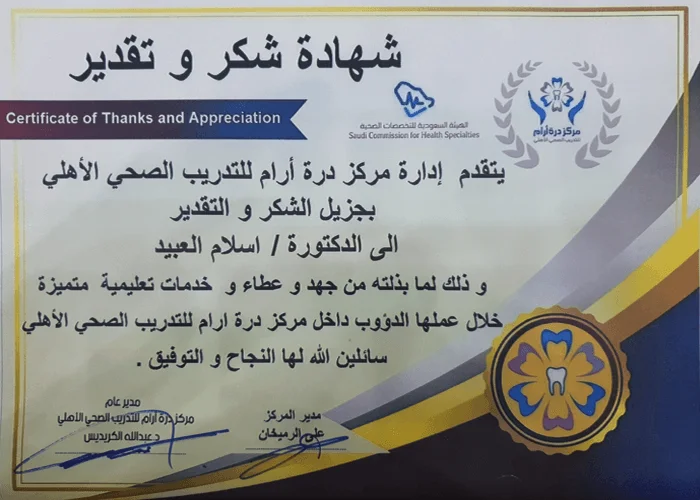 شهادة شكر و تقدير
Certificate of Thanks and Appreciation
الهيئة السعودية للتخصصات الصحية
Saudi Commission for Health Specialties
مركز درة أرام
للتدريب الصحي الأهلي
يتقدم إدارة مركز درة أرام للتدريب الصحي الأهلي
بجزيل الشكر و التقدير
الى الدكتورة / اسلام العبيد
و ذلك لما بذلته من جهد و عطاء و خدمات تعليمية متميزة
خلال عملها الدؤوب داخل مركز درة ارام للتدريب الصحي الأهلي
سائلين الله لها النجاح و التوفيق .
مدير عام
مركز درة أرام للتدريب الصحي الأهلي
د.عبدالله الكريديس
مدير المركز
علي الرميخان